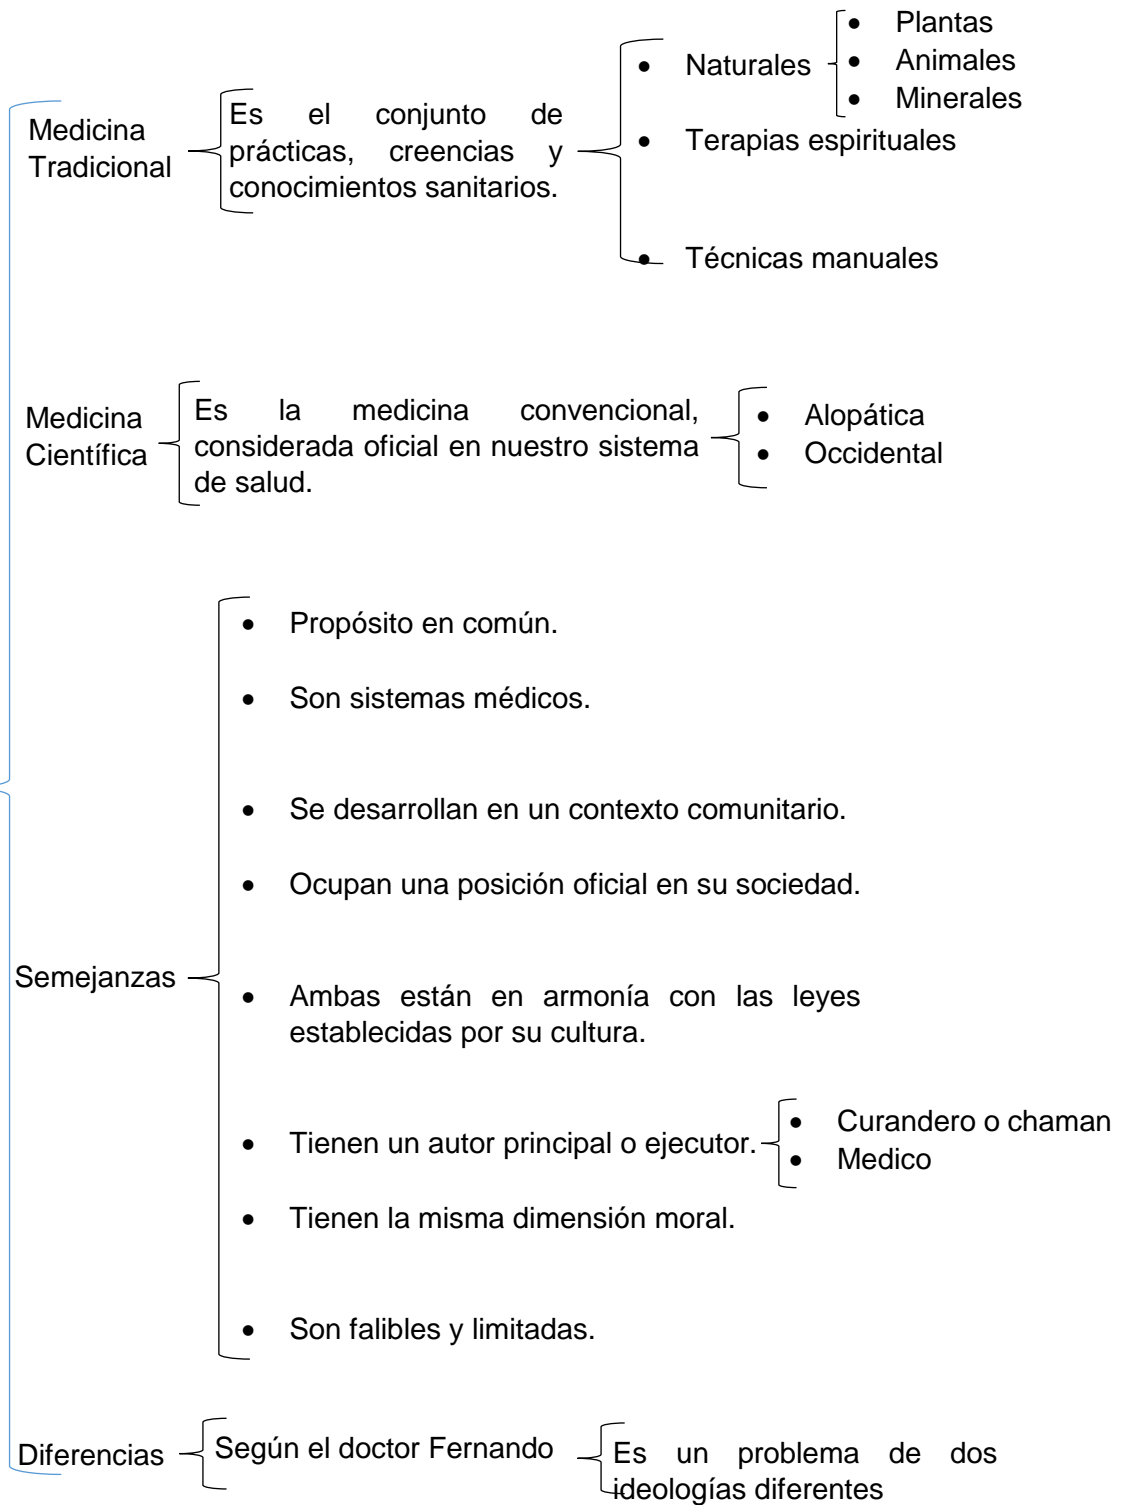 Medicina
Tradicional
Es el conjunto de
prácticas, creencias y
conocimientos sanitarios.
• Naturales
• Plantas
• Animales
• Minerales
• Terapias espirituales
• Técnicas manuales
Medicina
Científica
Es la medicina convencional,
considerada oficial en nuestro sistema
de salud.
• Alopática
• Occidental
Semejanzas
• Propósito en común.
• Son sistemas médicos.
• Se desarrollan en un contexto comunitario.
• Ocupan una posición oficial en su sociedad.
• Ambas están en armonía con las leyes
establecidas por su cultura.
• Tienen un autor principal o ejecutor.
• Curandero o chaman
• Medico
• Tienen la misma dimensión moral.
• Son falibles y limitadas.
Diferencias
Según el doctor Fernando
Es un problema de dos
ideologías diferentes